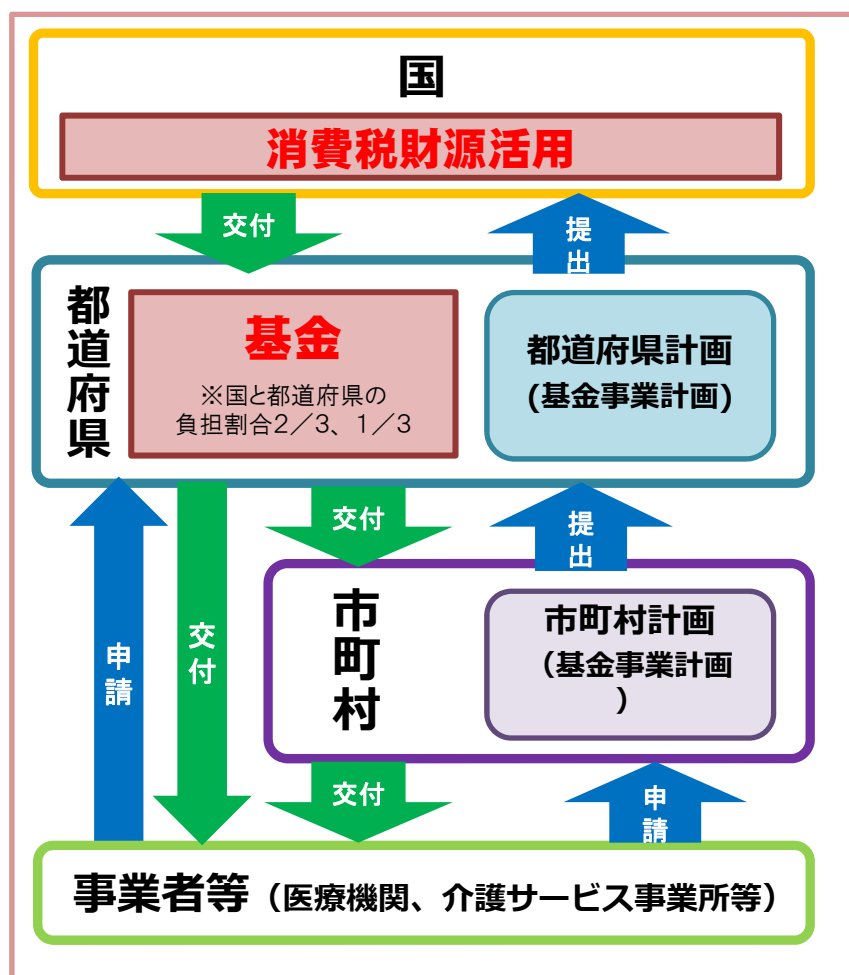 国
消費税財源活用
交付
提出
都道府県
基金
※国と都道府県の
負担割合2/3、1/3
都道府県計画
(基金事業計画)
交付
提出
申請
交付
市町村
市町村計画
（基金事業計画
）
交付
申請
事業者等（医療機関、介護サービス事業所等）